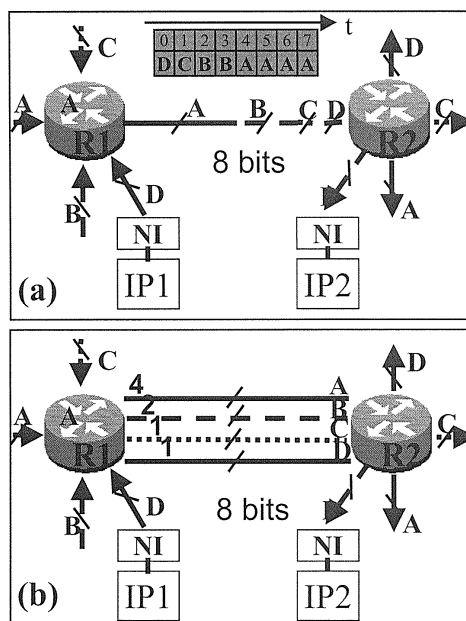 t
0 1 2 3 4 5 6 7
D C B B A A A A
C
D
A A A B C D C
R1 R2
8 bits
B D A
NI NI
IP1 IP2
(a)
C
D
4 A
2 B
A A 1 C C
1 D
R1 R2
8 bits
B D A
NI NI
IP1 IP2
(b)